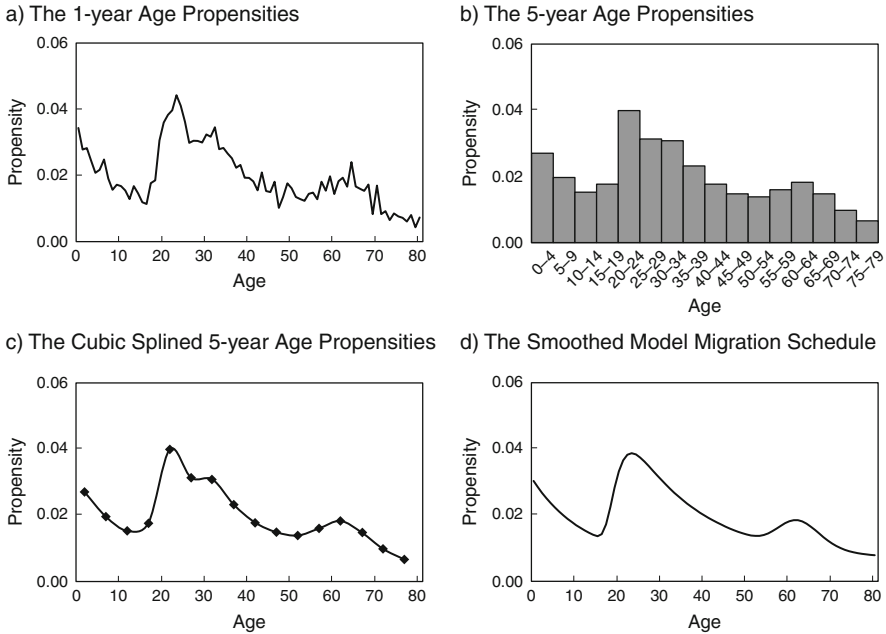 a) The 1-year Age Propensities
0.06
0.04
0.02
0.00
Propensity
0 10 20 30 40 50 60 70 80
Age
b) The 5-year Age Propensities
0.06
0.04
0.02
0.00
Propensity
0–4 5–9 10–14 15–19 20–24 25–29 30–34 35–39 40–44 45–49 50–54 55–59 60–64 65–69 70–74 75–79
Age
c) The Cubic Splined 5-year Age Propensities
0.06
0.04
0.02
0.00
Propensity
0 10 20 30 40 50 60 70 80
Age
d) The Smoothed Model Migration Schedule
0.06
0.04
0.02
0.00
Propensity
0 10 20 30 40 50 60 70 80
Age